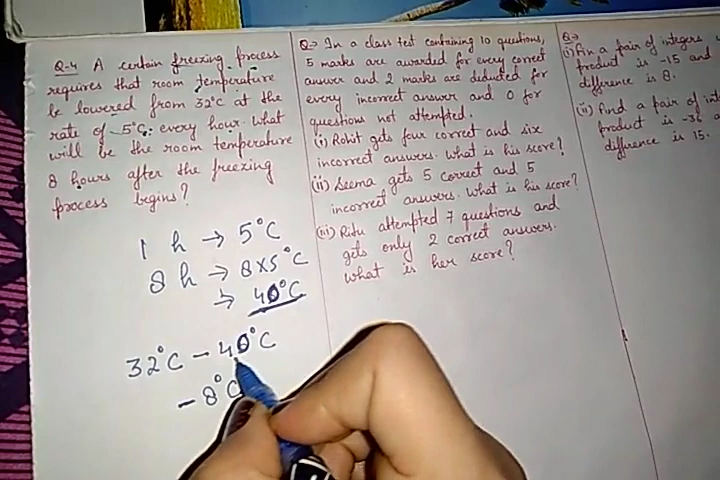 Q-4 A certain freezing process
requires that room temperature
be lowered from 32°C at the
rate of 5°C every hour. What
will be the room temperature
8 hours after the freezing
process begins?
1 h → 5°C
8 h → 8×5°C
→ 40°C
32°C - 40°C
- 8°C
Q→ In a class test containing 10 questions,
5 marks are awarded for every correct
answer and 2 marks are deducted for
every incorrect answer and 0 for
questions not attempted.
(i) Rohit gets four correct and six
incorrect answers. What is his score?
(ii) Seema gets 5 correct and 5
incorrect answers. What is his score?
(iii) Ritu attempted 7 questions and
gets only 2 correct answers.
What is her score?
Q→
(i) Fin a pair of integers
product is -15 and
difference is 8.
(ii) Find a pair of int
product is -36 a
difference is 15.